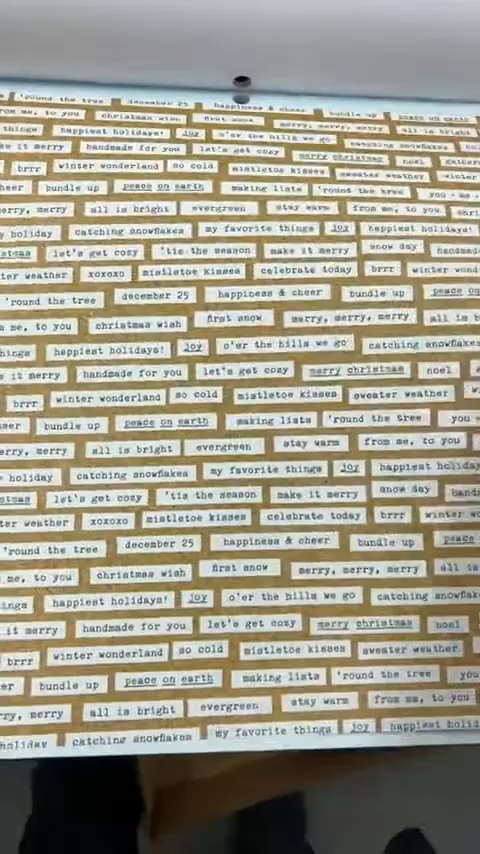 'round the tree december 25 happiness & cheer bundle up peace on earth
me, to you christmas wish first snow merry, merry, merry all is bright
things happiest holidays! joy o'er the hills we go catching snowflakes
it merry handmade for you let's get cozy merry christmas noel
brrr winter wonderland so cold mistletoe kisses sweater weather winter
bundle up peace on earth making lists 'round the tree you
merry all is bright evergreen stay warm from me, to you
holiday catching snowflakes my favorite things joy happiest holidays!
let's get cozy 'tis the season make it merry snow day
weather xoxoxo mistletoe kisses celebrate today brrr winter
'round the tree december 25 happiness & cheer bundle up peace on
me, to you christmas wish first snow merry, merry, merry all is
happiest holidays! joy o'er the hills we go catching snowflakes
it merry handmade for you let's get cozy merry christmas noel
brrr winter wonderland so cold mistletoe kisses sweater weather
bundle up peace on earth making lists 'round the tree you
merry all is bright evergreen stay warm from me, to you
holiday catching snowflakes my favorite things joy happiest holiday
let's get cozy 'tis the season make it merry snow day
weather xoxoxo mistletoe kisses celebrate today brrr winter
'round the tree december 25 happiness & cheer bundle up peace
me, to you christmas wish first snow merry, merry, merry all is
happiest holidays! joy o'er the hills we go catching
it merry handmade for you let's get cozy merry christmas noel
brrr winter wonderland so cold mistletoe kisses sweater weather
bundle up peace on earth making lists 'round the tree you
merry all is bright evergreen stay warm from me, to you
holiday catching snowflakes my favorite things joy happiest